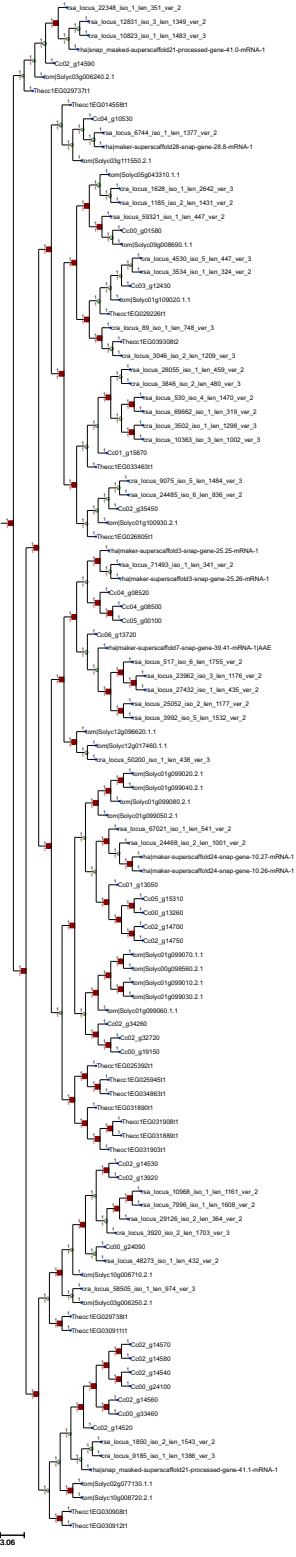 rsa_locus_22348_iso_1_len_351_ver_2
rsa_locus_12831_iso_3_len_1349_ver_2
cra_locus_10823_iso_1_len_1483_ver_3
rha|snap_masked-superscaffold21-processed-gene-41.0-mRNA-1
Cc02_g14590
tom|Solyc03g006240.2.1
Thecc1EG029737t1
Thecc1EG014558t1
Cc04_g10530
rsa_locus_6744_iso_1_len_1377_ver_2
rha|maker-superscaffold28-snap-gene-28.8-mRNA-1
tom|Solyc03g111550.2.1
tom|Solyc05g043310.1.1
cra_locus_1628_iso_1_len_2642_ver_3
rsa_locus_1185_iso_2_len_1431_ver_2
rsa_locus_59321_iso_1_len_447_ver_2
Cc00_g01580
tom|Solyc09g008690.1.1
cra_locus_4530_iso_5_len_447_ver_3
rsa_locus_3534_iso_1_len_324_ver_2
Cc03_g12430
tom|Solyc01g109020.1.1
Thecc1EG029226t1
cra_locus_89_iso_1_len_748_ver_3
Thecc1EG039308t2
cra_locus_3046_iso_2_len_1209_ver_3
rsa_locus_28055_iso_1_len_459_ver_2
cra_locus_3846_iso_2_len_480_ver_3
rsa_locus_530_iso_4_len_1470_ver_2
rsa_locus_69662_iso_1_len_319_ver_2
cra_locus_3502_iso_1_len_1298_ver_3
cra_locus_10363_iso_3_len_1002_ver_3
Cc01_g15870
Thecc1EG033463t1
cra_locus_9075_iso_5_len_1484_ver_3
rsa_locus_24485_iso_6_len_836_ver_2
Cc02_g35450
tom|Solyc01g100930.2.1
Thecc1EG026805t1
rha|maker-superscaffold3-snap-gene-25.25-mRNA-1
rsa_locus_71493_iso_1_len_341_ver_2
rha|maker-superscaffold3-snap-gene-25.26-mRNA-1
Cc04_g08520
Cc04_g08500
Cc05_g00100
Cc06_g13720
rha|maker-superscaffold7-snap-gene-39.41-mRNA-1|AAE
rsa_locus_517_iso_6_len_1755_ver_2
rsa_locus_23962_iso_3_len_1176_ver_2
rsa_locus_27432_iso_1_len_435_ver_2
rsa_locus_25052_iso_2_len_1177_ver_2
rsa_locus_3992_iso_5_len_1532_ver_2
tom|Solyc12g096620.1.1
tom|Solyc12g017460.1.1
cra_locus_50200_iso_1_len_438_ver_3
tom|Solyc01g099020.2.1
tom|Solyc01g099040.2.1
tom|Solyc01g099080.2.1
tom|Solyc01g099050.2.1
rsa_locus_67021_iso_1_len_541_ver_2
rsa_locus_24468_iso_2_len_1001_ver_2
rha|maker-superscaffold24-snap-gene-10.27-mRNA-1
rha|maker-superscaffold24-snap-gene-10.26-mRNA-1
Cc01_g13050
Cc05_g15310
Cc00_g13260
Cc02_g14700
Cc02_g14750
tom|Solyc01g099070.1.1
tom|Solyc00g098560.2.1
tom|Solyc01g099010.2.1
tom|Solyc01g099030.2.1
tom|Solyc01g099060.1.1
Cc02_g34260
Cc02_g32720
Cc00_g19150
Thecc1EG025392t1
Thecc1EG025945t1
Thecc1EG034863t1
Thecc1EG031890t1
Thecc1EG031908t1
Thecc1EG031889t1
Thecc1EG031903t1
Cc02_g14530
Cc02_g13920
rsa_locus_10968_iso_1_len_1161_ver_2
rsa_locus_7996_iso_1_len_1608_ver_2
rsa_locus_29126_iso_2_len_364_ver_2
cra_locus_3920_iso_2_len_1703_ver_3
Cc00_g24090
rsa_locus_48273_iso_1_len_432_ver_2
tom|Solyc10g008710.2.1
cra_locus_58505_iso_1_len_974_ver_3
tom|Solyc03g006250.2.1
Thecc1EG029738t1
Thecc1EG030911t1
Cc02_g14570
Cc02_g14580
Cc02_g14540
Cc00_g24100
Cc02_g14560
Cc00_g33460
Cc02_g14520
rsa_locus_1850_iso_2_len_1543_ver_2
cra_locus_9185_iso_1_len_1386_ver_3
rha|snap_masked-superscaffold21-processed-gene-41.1-mRNA-1
tom|Solyc02g077130.1.1
tom|Solyc10g008720.2.1
Thecc1EG030908t1
Thecc1EG030912t1
3.06